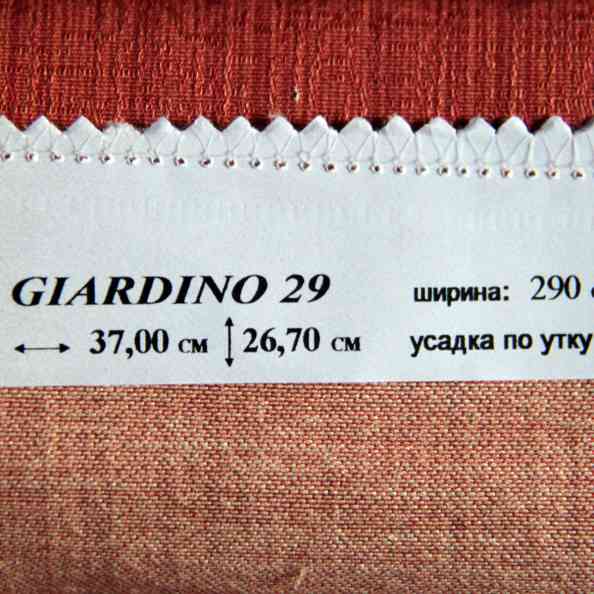 GIARDINO 29 ширина: 290
37,00 см 26,70 см усадка по утку